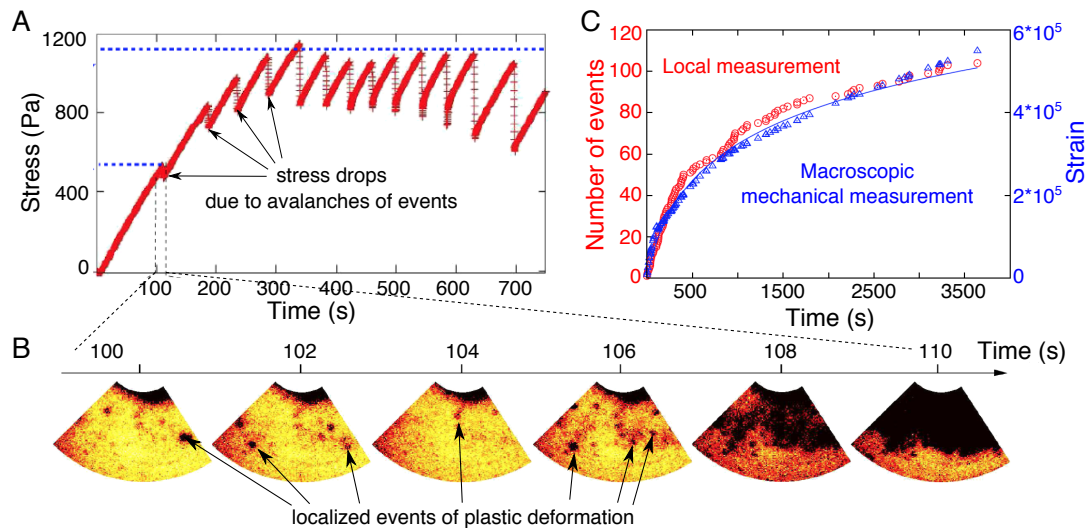 A
1200
800
400
0
Stress (Pa)
stress drops
due to avalanches of events
100 200 300 400 500 600 700
Time (s)
C
120
100
80
60
40
20
0
Number of events
Local measurement
Macroscopic
mechanical measurement
6*10^5
4*10^5
2*10^5
0
Strain
500 1500 2500 3500
Time (s)
B
100 102 104 106 108 110 Time (s)
localized events of plastic deformation